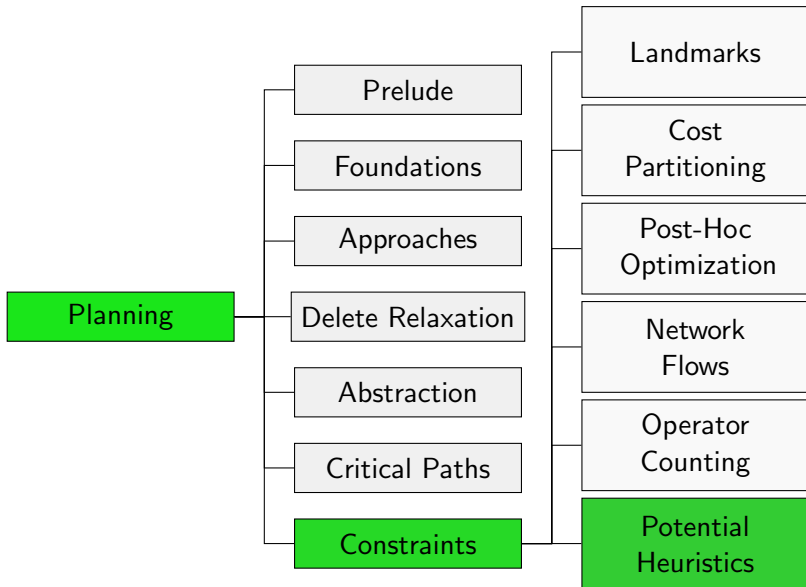 Planning
Prelude
Foundations
Approaches
Delete Relaxation
Abstraction
Critical Paths
Constraints
Landmarks
Cost
Partitioning
Post-Hoc
Optimization
Network
Flows
Operator
Counting
Potential
Heuristics